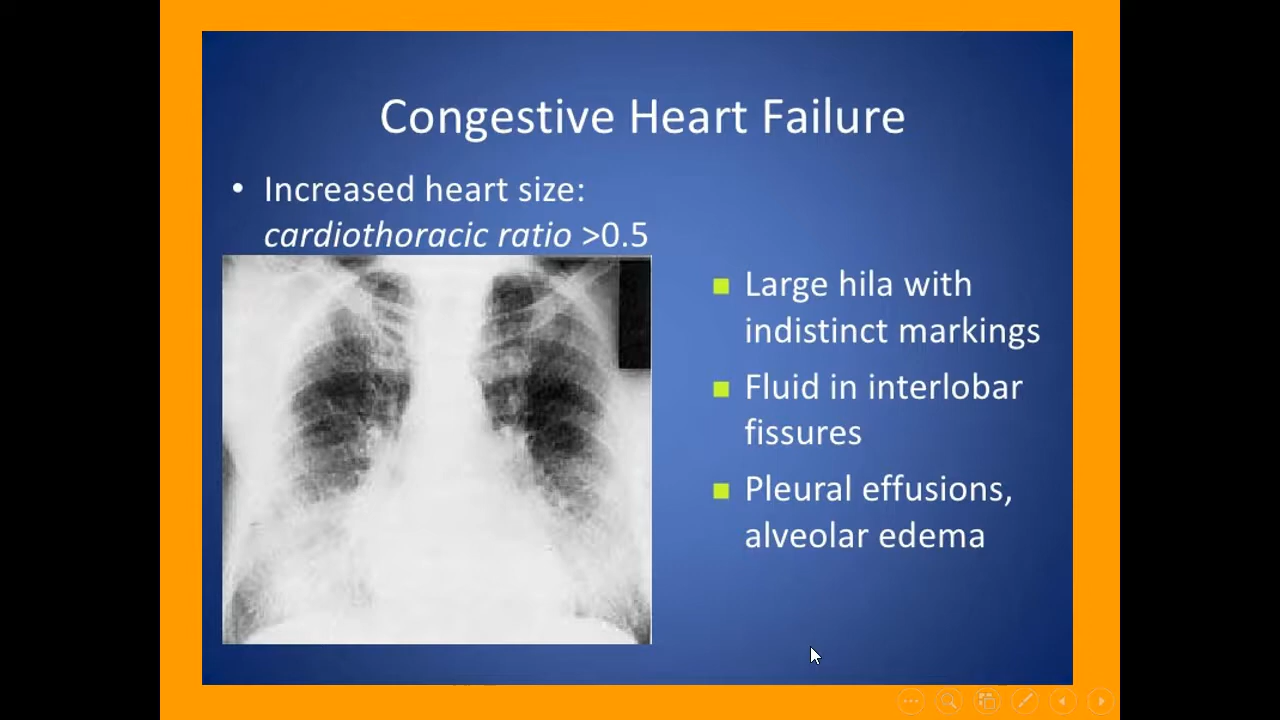 Congestive Heart Failure
• Increased heart size:
cardiothoracic ratio >0.5
Large hila with
indistinct markings
Fluid in interlobar
fissures
Pleural effusions,
alveolar edema